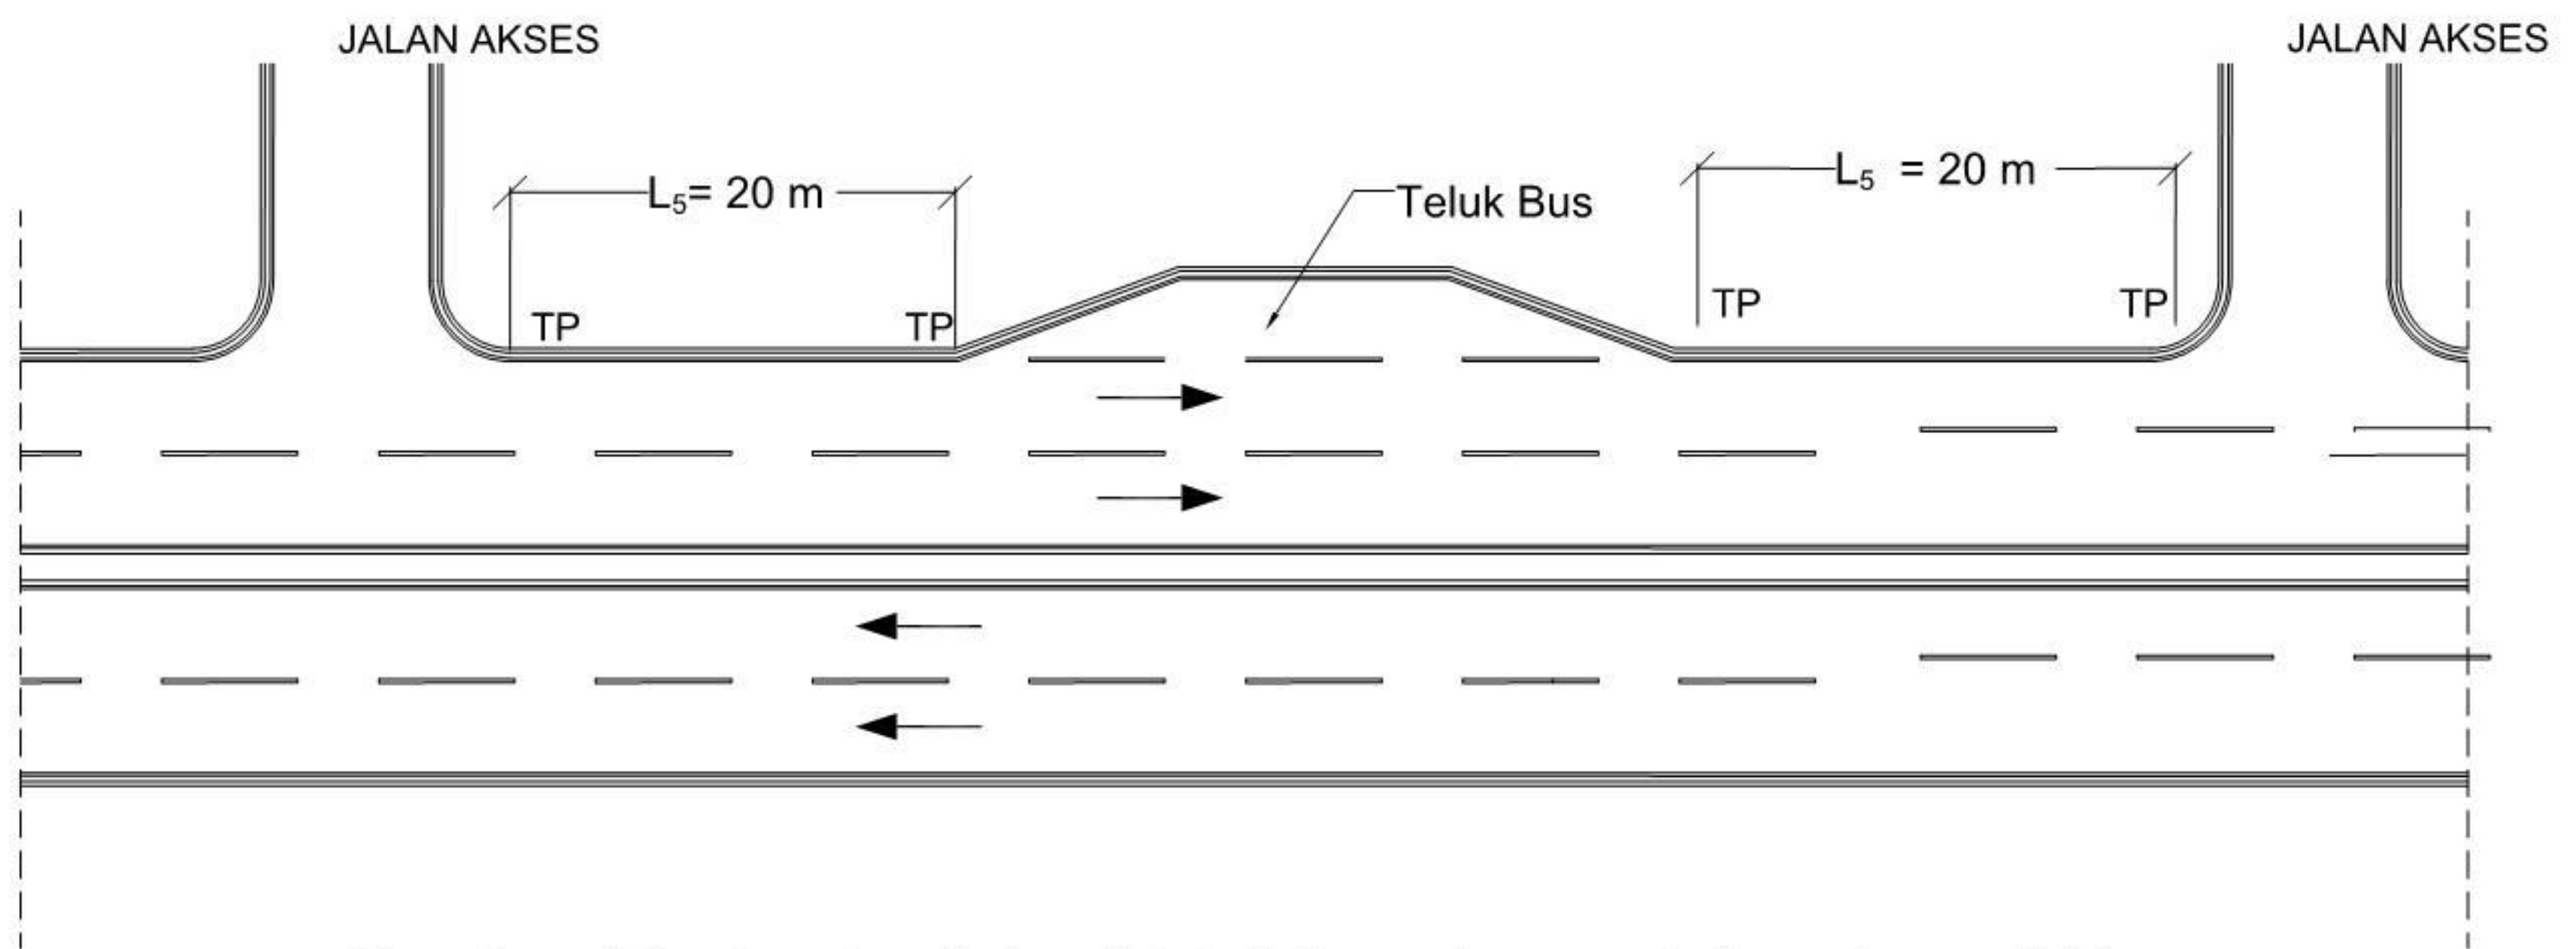 JALAN AKSES
JALAN AKSES
L₅= 20 m
L₅ = 20 m
Teluk Bus
TP
TP
TP
TP